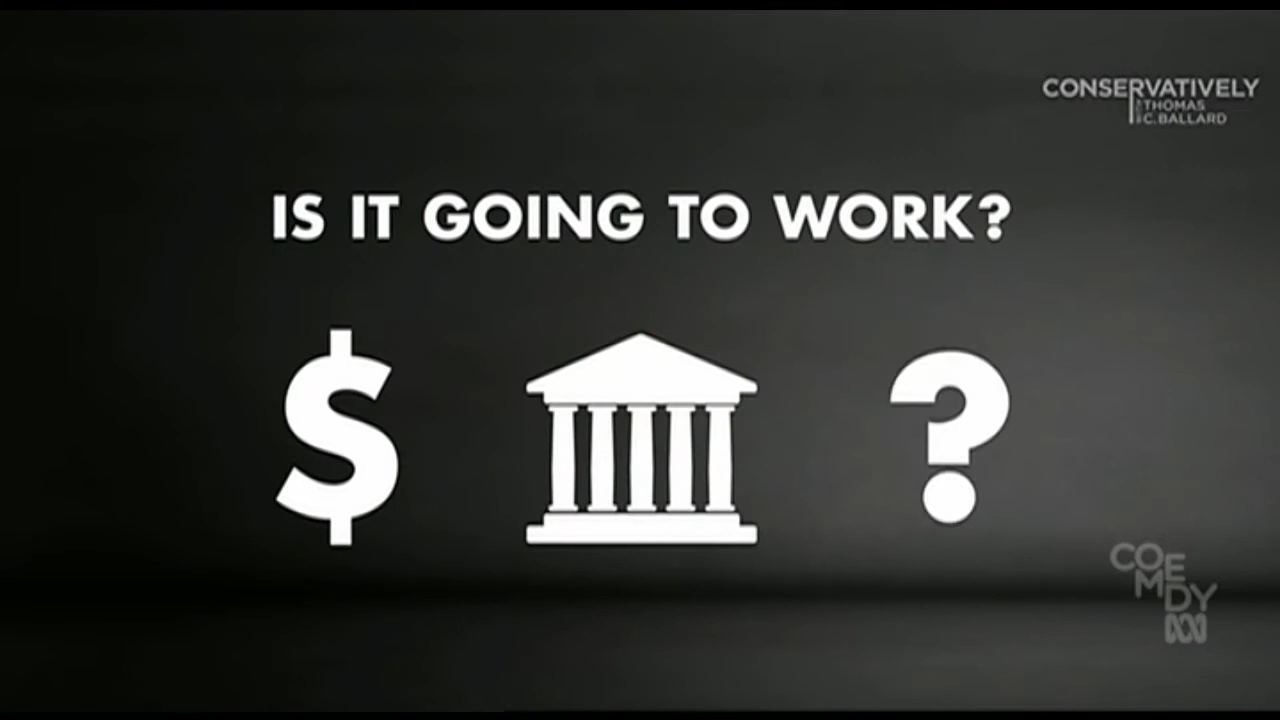 CONSERVATIVELY
THOMAS
C. BALLARD
IS IT GOING TO WORK?
$ ?
COMEDY